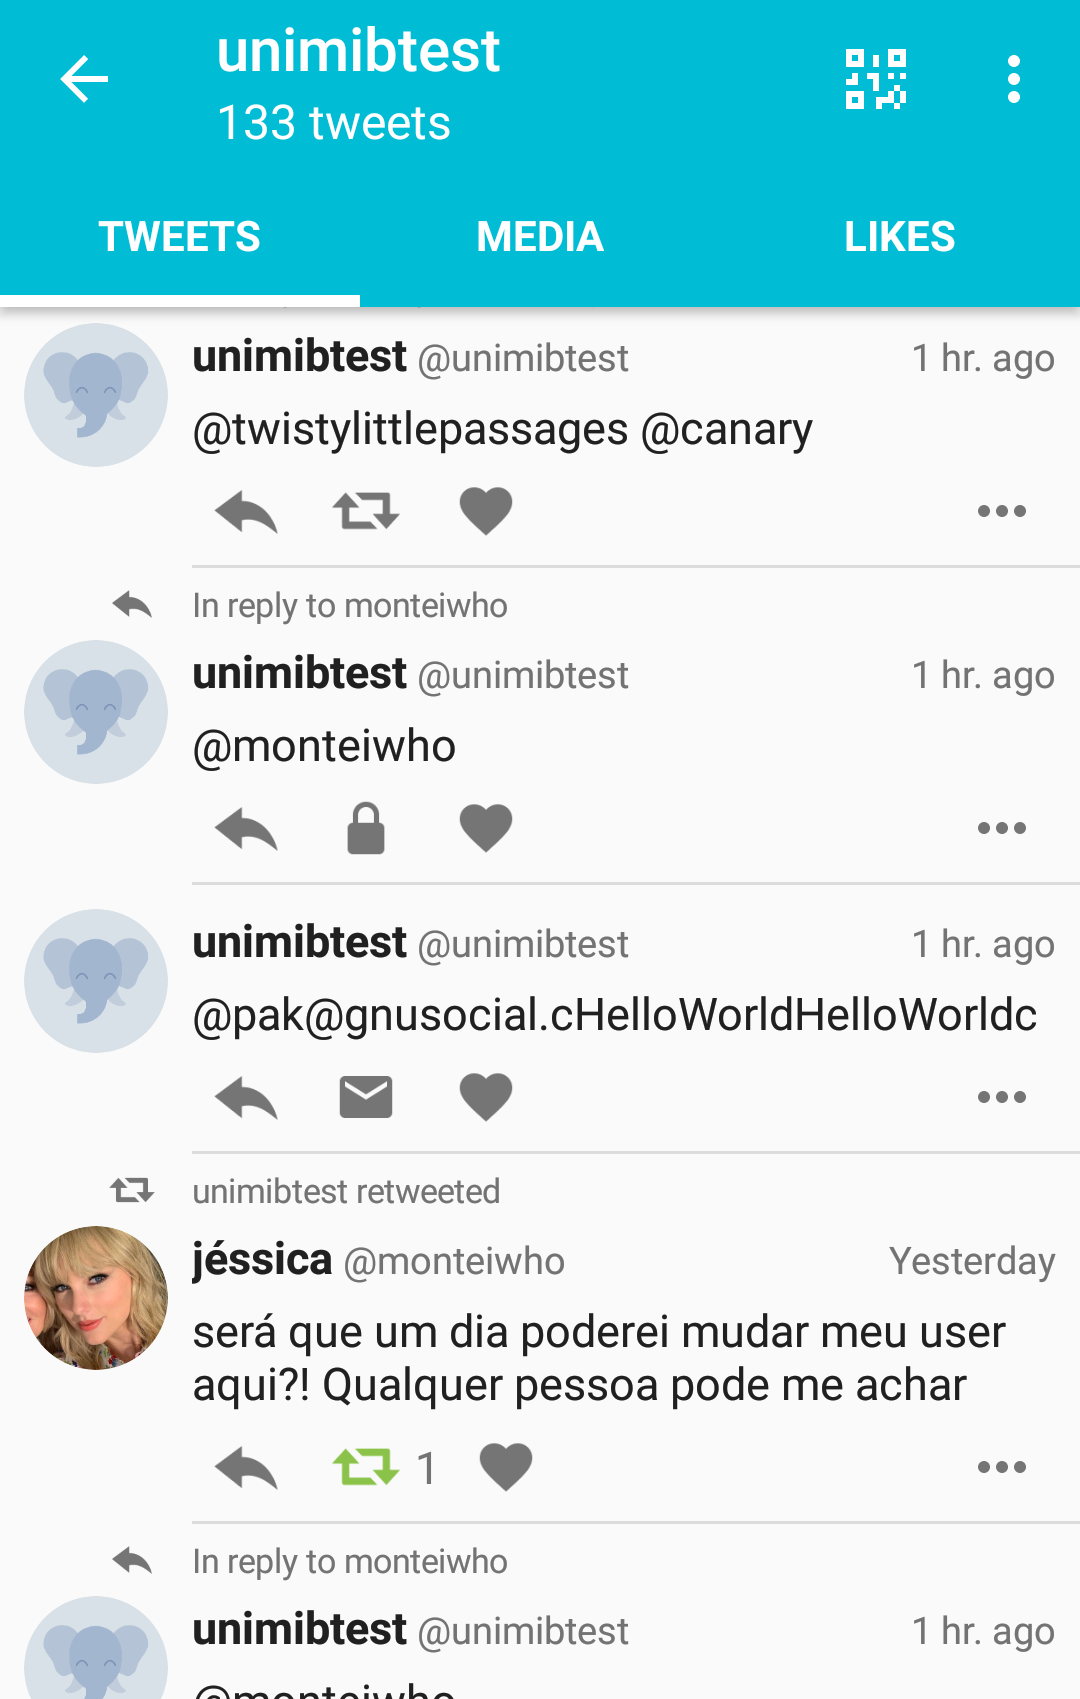 unimibtest
133 tweets
TWEETS MEDIA LIKES
unimibtest @unimibtest 1 hr. ago
@twistylittlepassages @canary
In reply to monteiwho
unimibtest @unimibtest 1 hr. ago
@monteiwho
unimibtest @unimibtest 1 hr. ago
@pak@gnusocial.cHelloWorldHelloWorldc
unimibtest retweeted
jéssica @monteiwho Yesterday
será que um dia poderei mudar meu user
aqui?! Qualquer pessoa pode me achar
1
In reply to monteiwho
unimibtest @unimibtest 1 hr. ago
@monteiwho